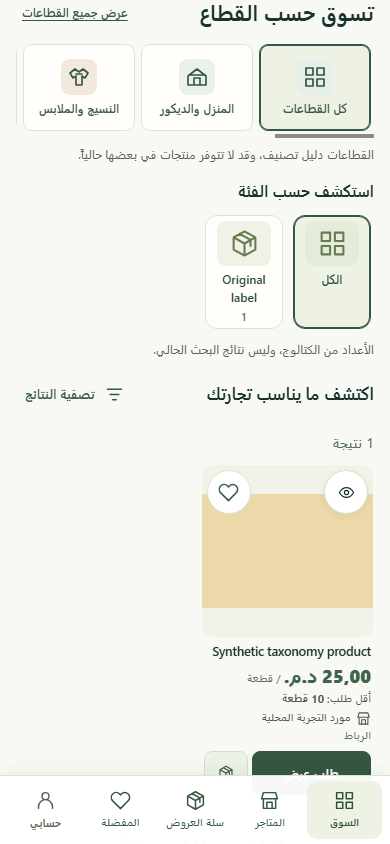 تسوق حسب القطاع
عرض جميع القطاعات
كل القطاعات
المنزل والديكور
النسيج والملابس
القطاعات دليل تصنيف، وقد لا تتوفر منتجات في بعضها حالياً.
استكشف حسب الفئة
الكل
Original
label
1
الأعداد من الكتالوج، وليس نتائج البحث الحالي.
اكتشف ما يناسب تجارتك
تصفية النتائج
1 نتيجة
Synthetic taxonomy product
25,00 د.م. / قطعة
أقل طلب: 10 قطعة
مورد التجربة المحلية
الرباط
طلب عرض
السوق
المتاجر
سلة العروض
المفضلة
حسابي